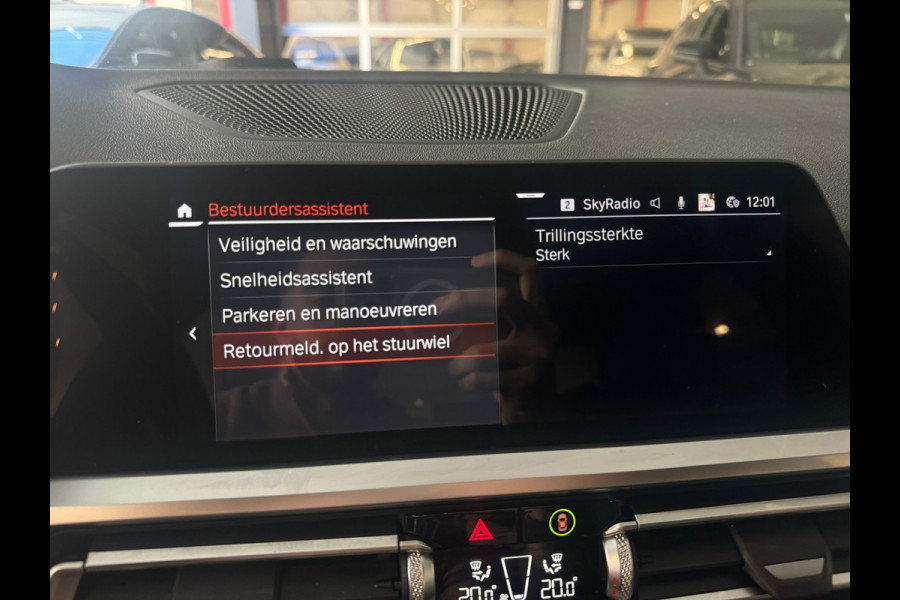 Bestuurdersassistent
Veiligheid en waarschuwingen
Snelheidsassistent
Parkeren en manoeuvreren
Retourmeld. op het stuurwiel
2 SkyRadio 12:01
Trillingssterkte
Sterk
20.0° 20.0°